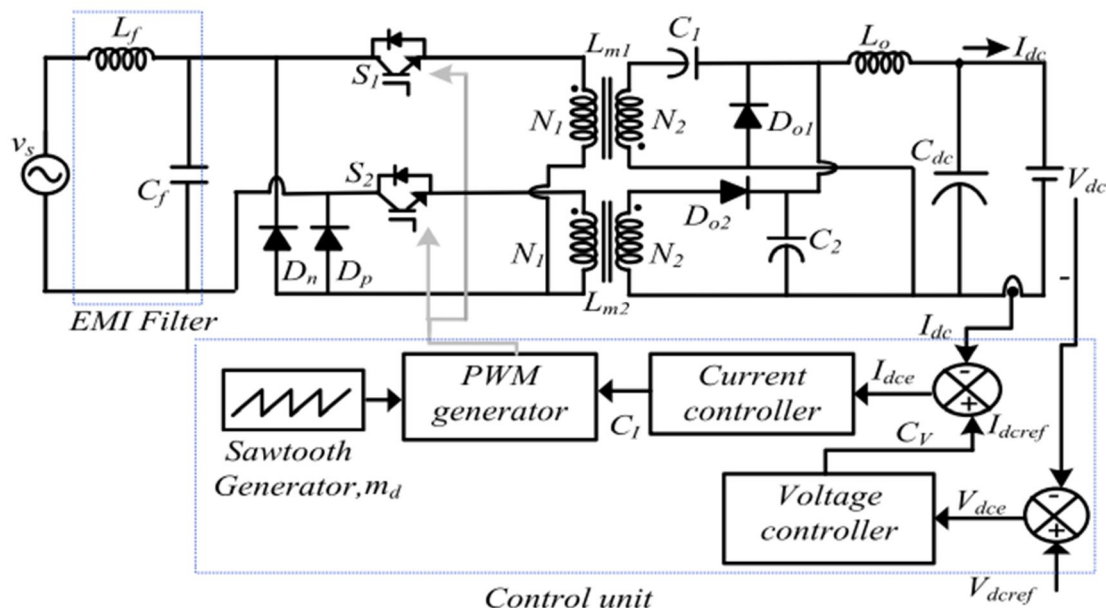 L_f
S_1
L_m1
C_1
L_o
I_dc
N_1
N_2
D_o1
C_dc
V_dc
v_s
C_f
S_2
D_o2
C_2
N_1
N_2
D_n
D_p
L_m2
-
EMI Filter
I_dc
PWM
generator
Current
controller
I_dce
-
+
C_I
C_V
I_dcref
Sawtooth
Generator,m_d
Voltage
controller
V_dce
-
+
V_dcref
Control unit